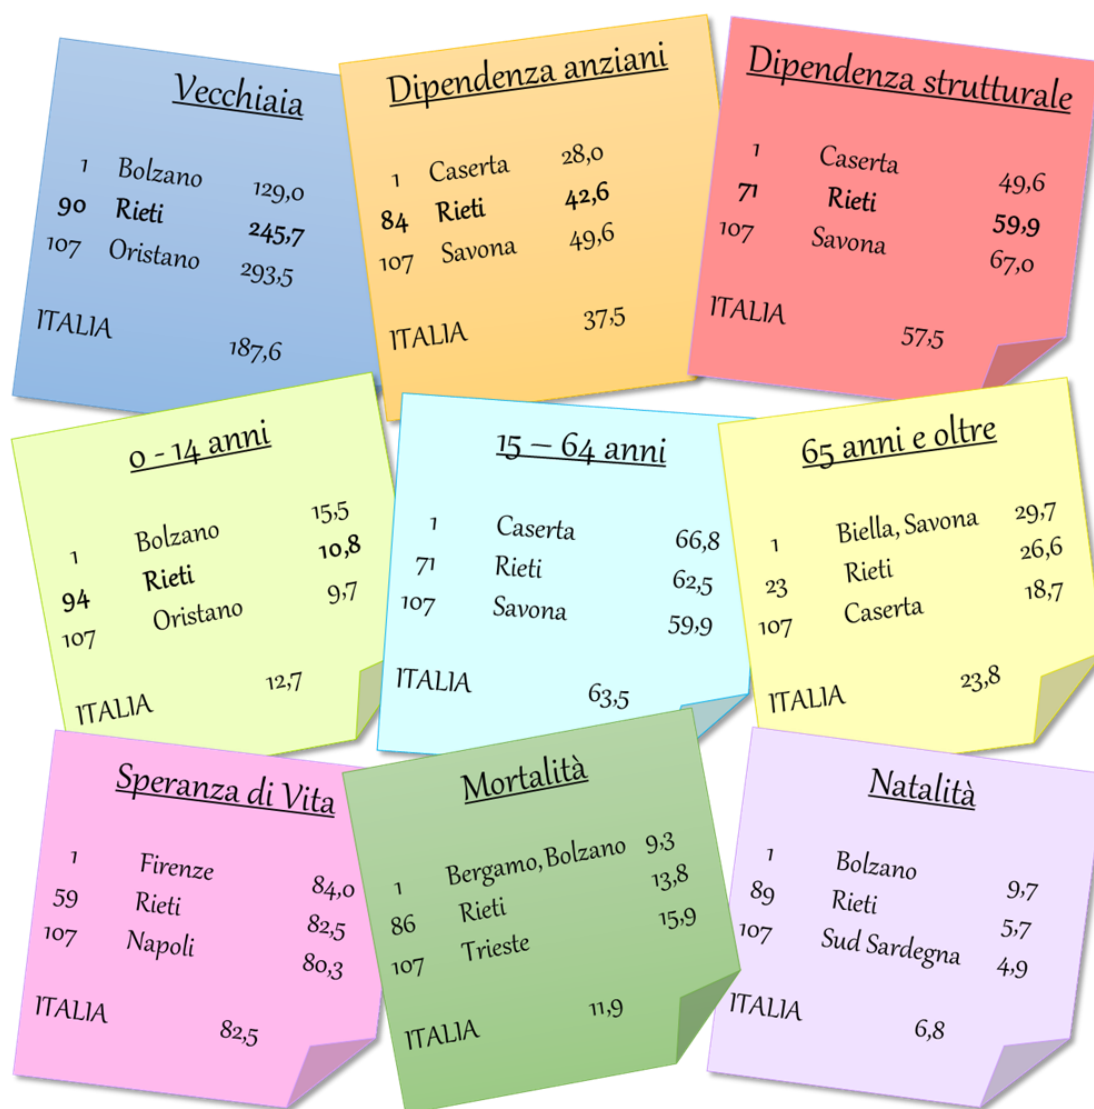 Vecchiaia
1 Bolzano 129,0
90 Rieti 245,7
107 Oristano 293,5
ITALIA 187,6
Dipendenza anziani
1 Caserta 28,0
84 Rieti 42,6
107 Savona 49,6
ITALIA 37,5
Dipendenza strutturale
1 Caserta 49,6
71 Rieti 59,9
107 Savona 67,0
ITALIA 57,5
0 - 14 anni
1 Bolzano 15,5
94 Rieti 10,8
107 Oristano 9,7
ITALIA 12,7
15 – 64 anni
1 Caserta 66,8
71 Rieti 62,5
107 Savona 59,9
ITALIA 63,5
65 anni e oltre
1 Biella, Savona 29,7
23 Rieti 26,6
107 Caserta 18,7
ITALIA 23,8
Speranza di Vita
1 Firenze 84,0
59 Rieti 82,5
107 Napoli 80,3
ITALIA 82,5
Mortalità
1 Bergamo, Bolzano 9,3
86 Rieti 13,8
107 Trieste 15,9
ITALIA 11,9
Natalità
1 Bolzano 9,7
89 Rieti 5,7
107 Sud Sardegna 4,9
ITALIA 6,8